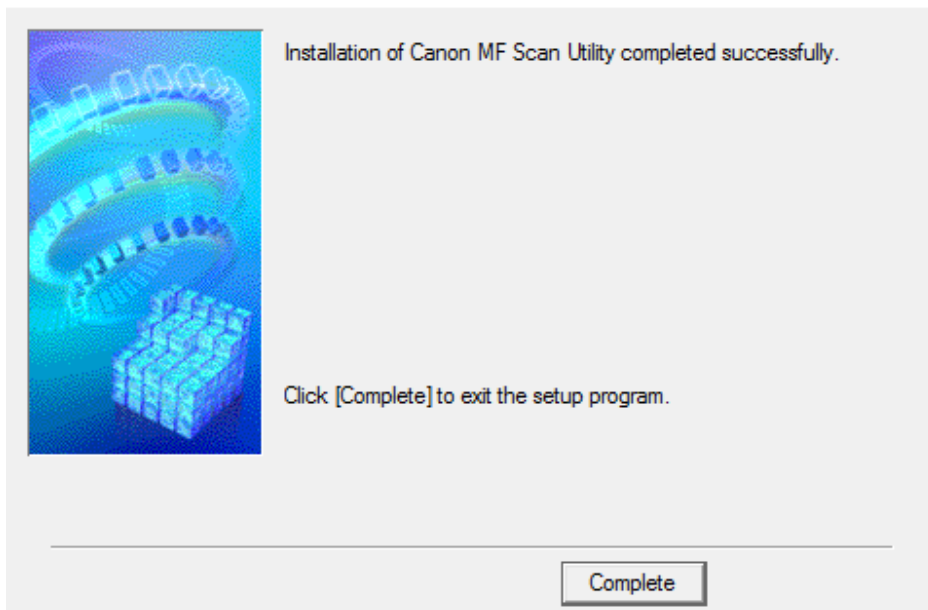 Installation of Canon MF Scan Utility completed successfully.
Click [Complete] to exit the setup program.
Complete